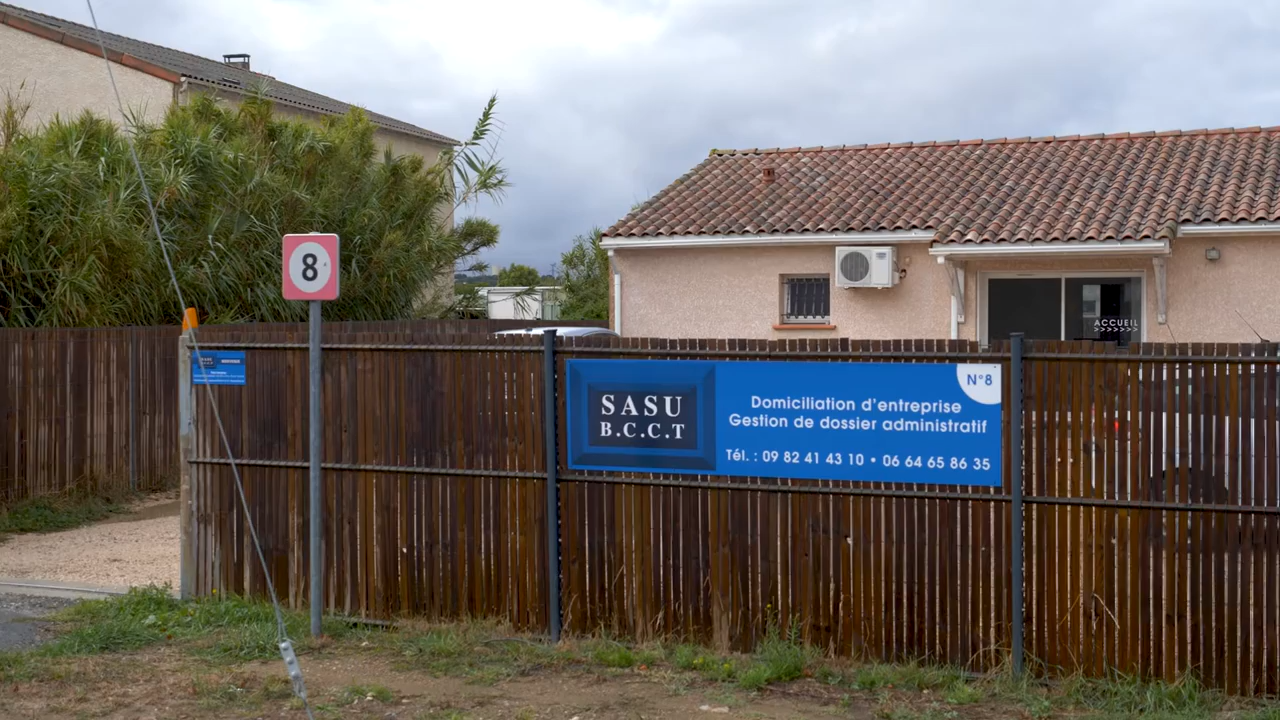 8
ACCUEIL
>>>>>>>
N°8
SASU
B.C.C.T
Domiciliation d'entreprise
Gestion de dossier administratif
Tél. : 09 82 41 43 10 • 06 64 65 86 35